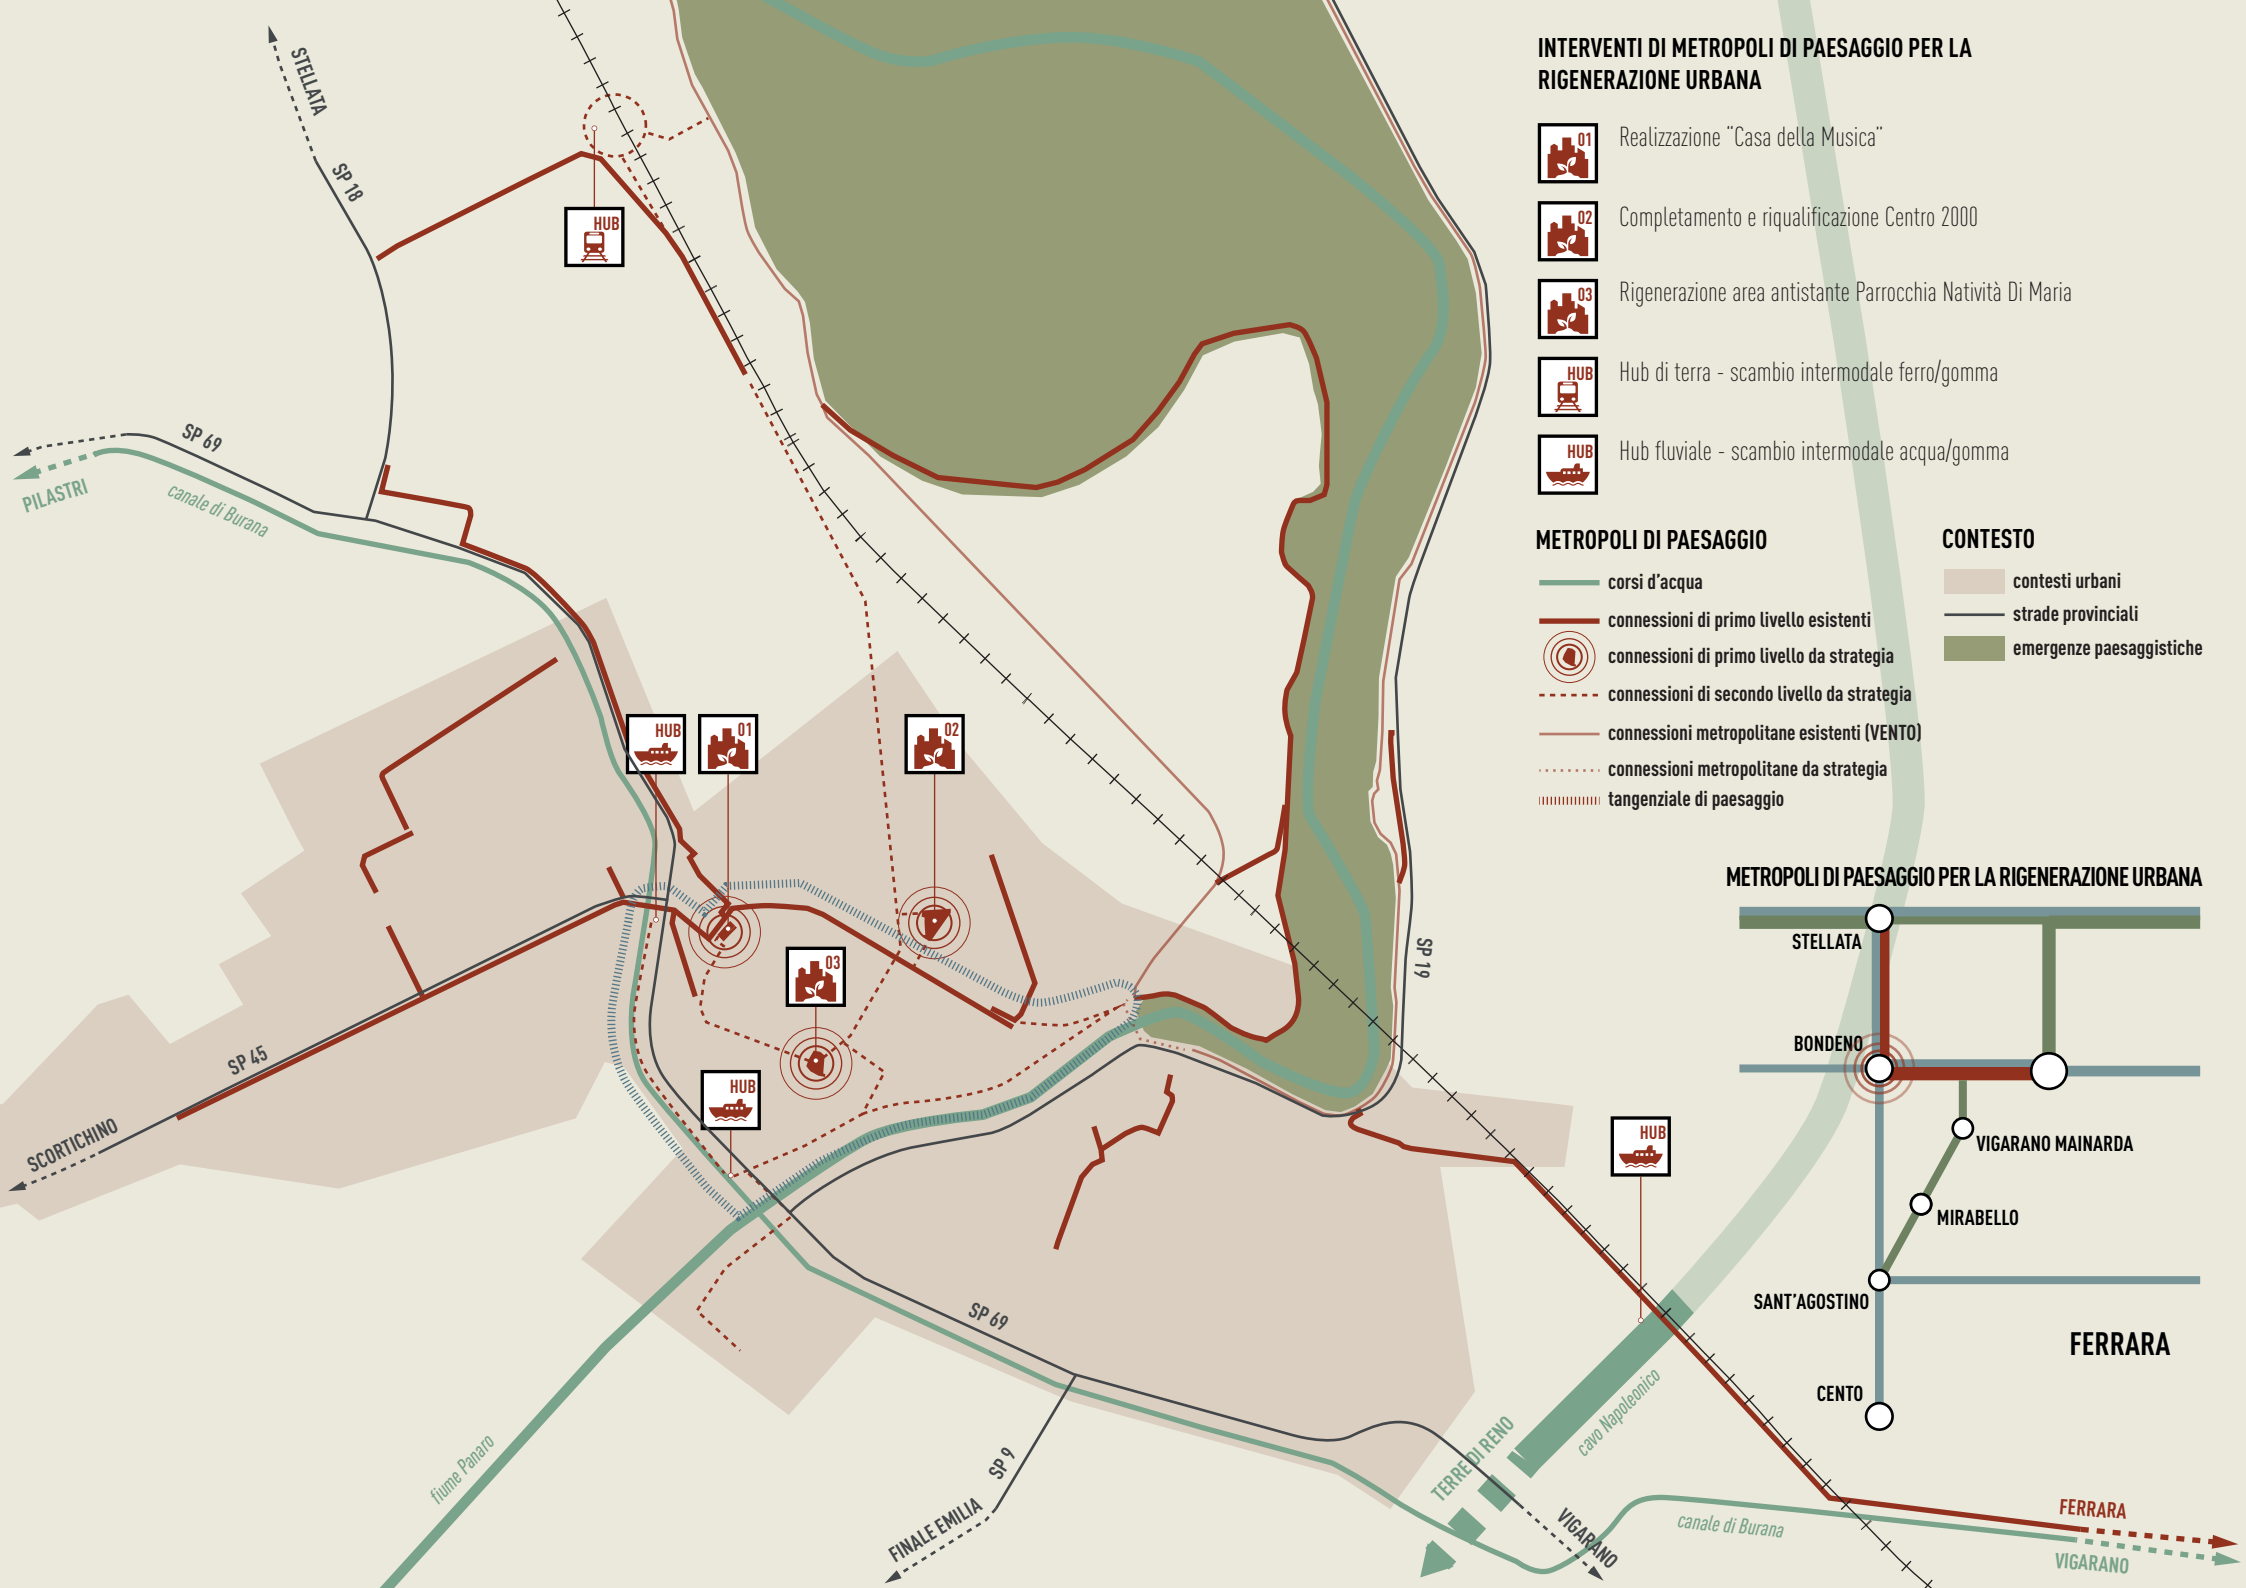 INTERVENTI DI METROPOLI DI PAESAGGIO PER LA
RIGENERAZIONE URBANA
01
Realizzazione "Casa della Musica"
02
Completamento e riqualificazione Centro 2000
03
Rigenerazione area antistante Parrocchia Natività Di Maria
HUB
Hub di terra - scambio intermodale ferro/gomma
HUB
Hub fluviale - scambio intermodale acqua/gomma
METROPOLI DI PAESAGGIO
corsi d'acqua
connessioni di primo livello esistenti
connessioni di primo livello da strategia
connessioni di secondo livello da strategia
connessioni metropolitane esistenti (VENTO)
connessioni metropolitane da strategia
tangenziale di paesaggio
CONTESTO
contesti urbani
strade provinciali
emergenze paesaggistiche
METROPOLI DI PAESAGGIO PER LA RIGENERAZIONE URBANA
STELLATA
BONDENO
VIGARANO MAINARDA
MIRABELLO
SANT'AGOSTINO
FERRARA
CENTO
STELLATA
SP 18
HUB
SP 69
PILASTRI
canale di Burana
HUB
01
02
03
HUB
SP 19
SP 45
SCORTICHINO
HUB
SP 69
SP 9
FINALE EMILIA
fiume Panaro
TERRE DI RENO
cavo Napoleonico
VIGARANO
canale di Burana
FERRARA
VIGARANO